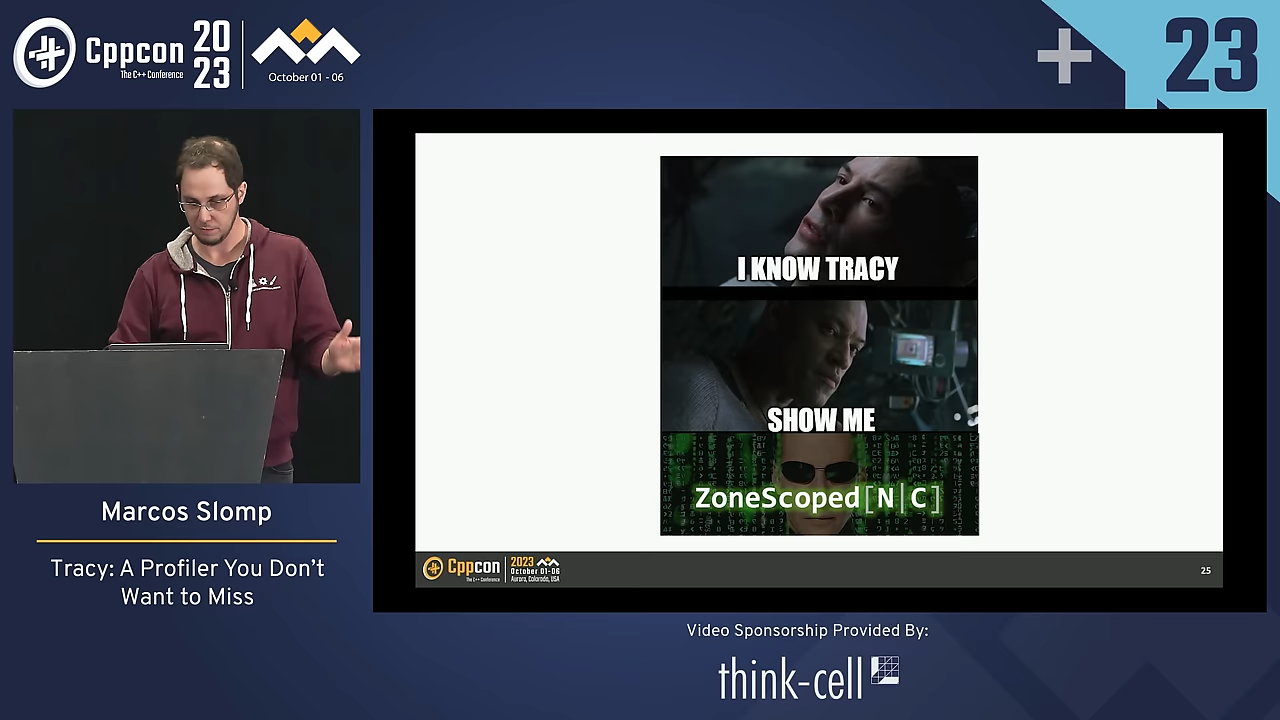 Cppcon
The C++ Conference
20
23
October 01 - 06
23
I KNOW TRACY
SHOW ME
ZoneScoped[N|C]
Cppcon
The C++ Conference
2023
October 01-06
Aurora, Colorado, USA
25
Marcos Slomp
Tracy: A Profiler You Don't
Want to Miss
Video Sponsorship Provided By:
think-cell